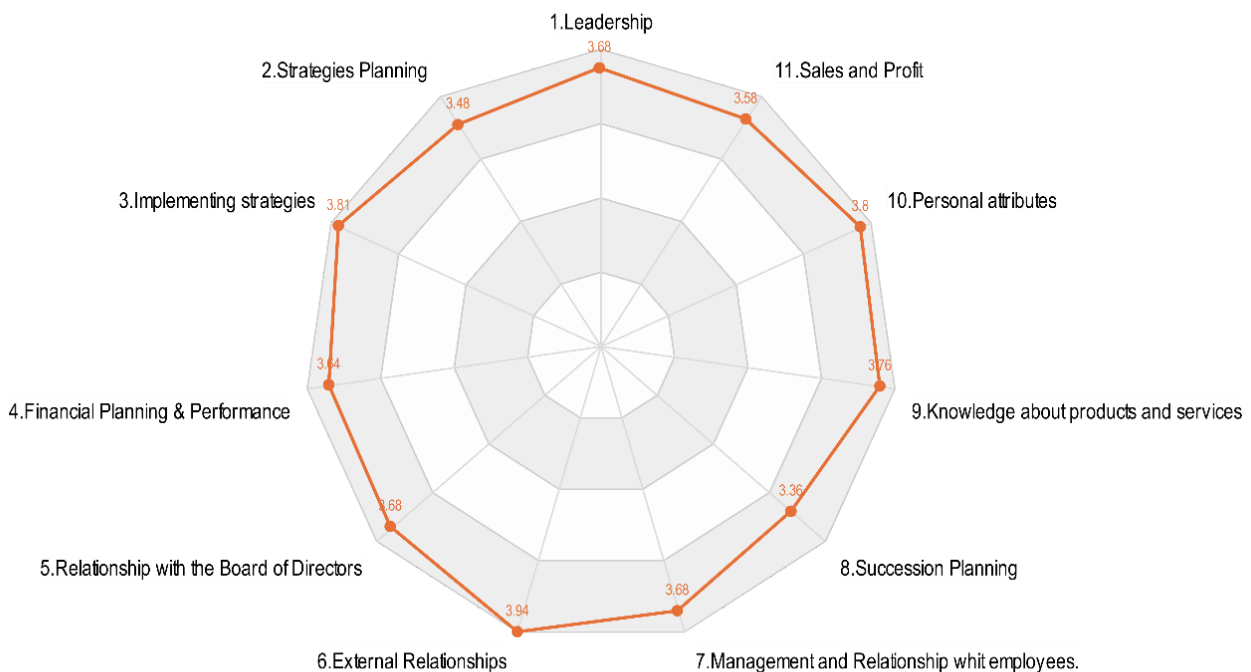 1.Leadership
3.68
2.Strategies Planning
11.Sales and Profit
3.48
3.58
3.Implementing strategies
3.81
3.8
10.Personal attributes
3.64
3.76
4.Financial Planning & Performance
9.Knowledge about products and services
3.68
3.36
5.Relationship with the Board of Directors
8.Succession Planning
3.94
3.68
6.External Relationships
7.Management and Relationship whit employees.